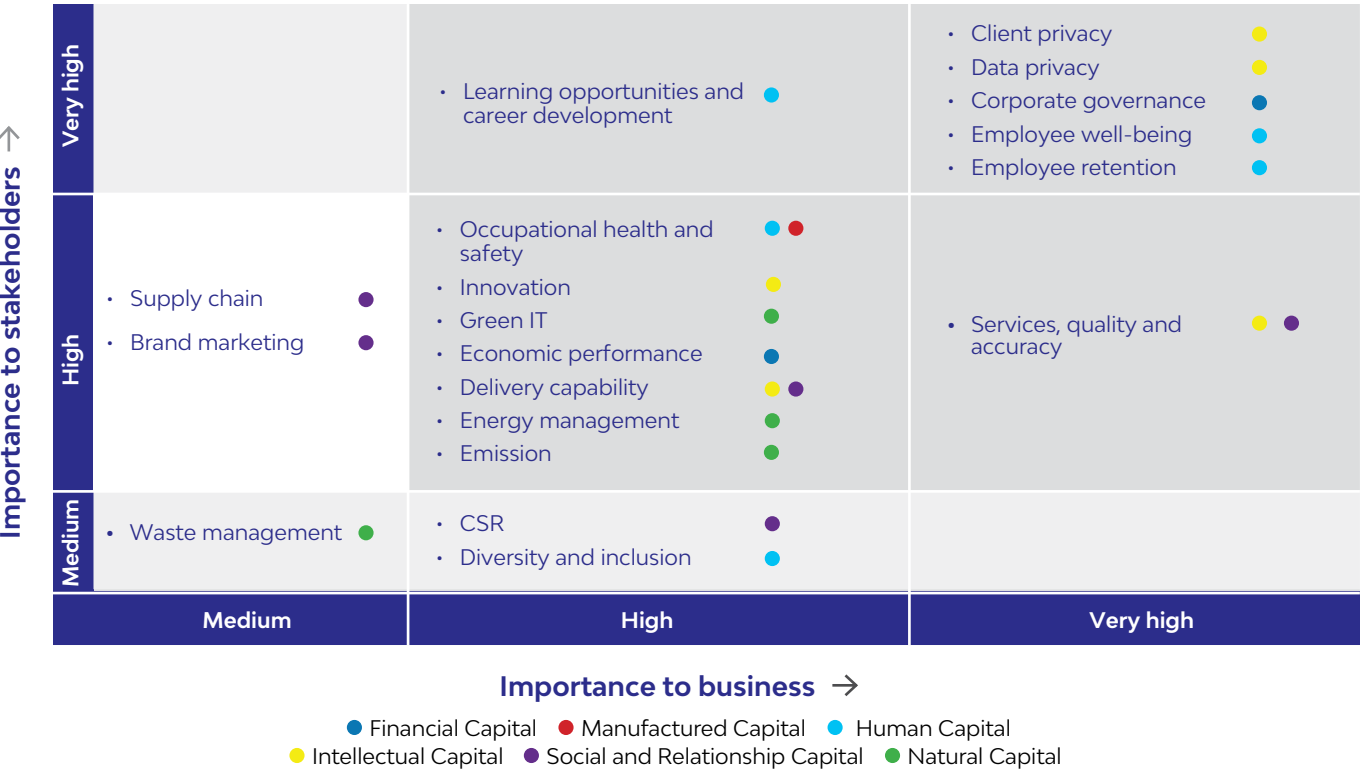 Importance to stakeholders →
Very high
• Learning opportunities and
career development
• Client privacy
• Data privacy
• Corporate governance
• Employee well-being
• Employee retention
High
• Supply chain
• Brand marketing
• Occupational health and
safety
• Innovation
• Green IT
• Economic performance
• Delivery capability
• Energy management
• Emission
• Services, quality and
accuracy
Medium
• Waste management
• CSR
• Diversity and inclusion
Medium
High
Very high
Importance to business →
Financial Capital
Manufactured Capital
Human Capital
Intellectual Capital
Social and Relationship Capital
Natural Capital